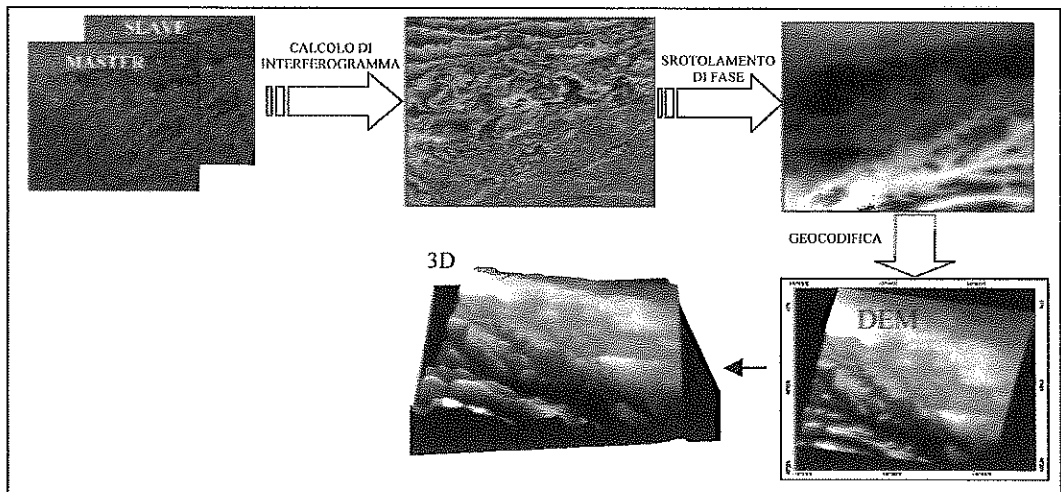 SLAVE
MASTER
CALCOLO DI
INTERFEROGRAMMA
SROTOLAMENTO
DI FASE
GEOCODIFICA
3D
DEM